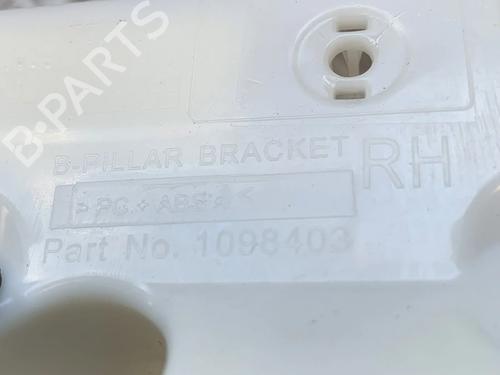 B-PARTS
B-PILLAR BRACKET
RH
>PC + ABS<
Part No. 1098403